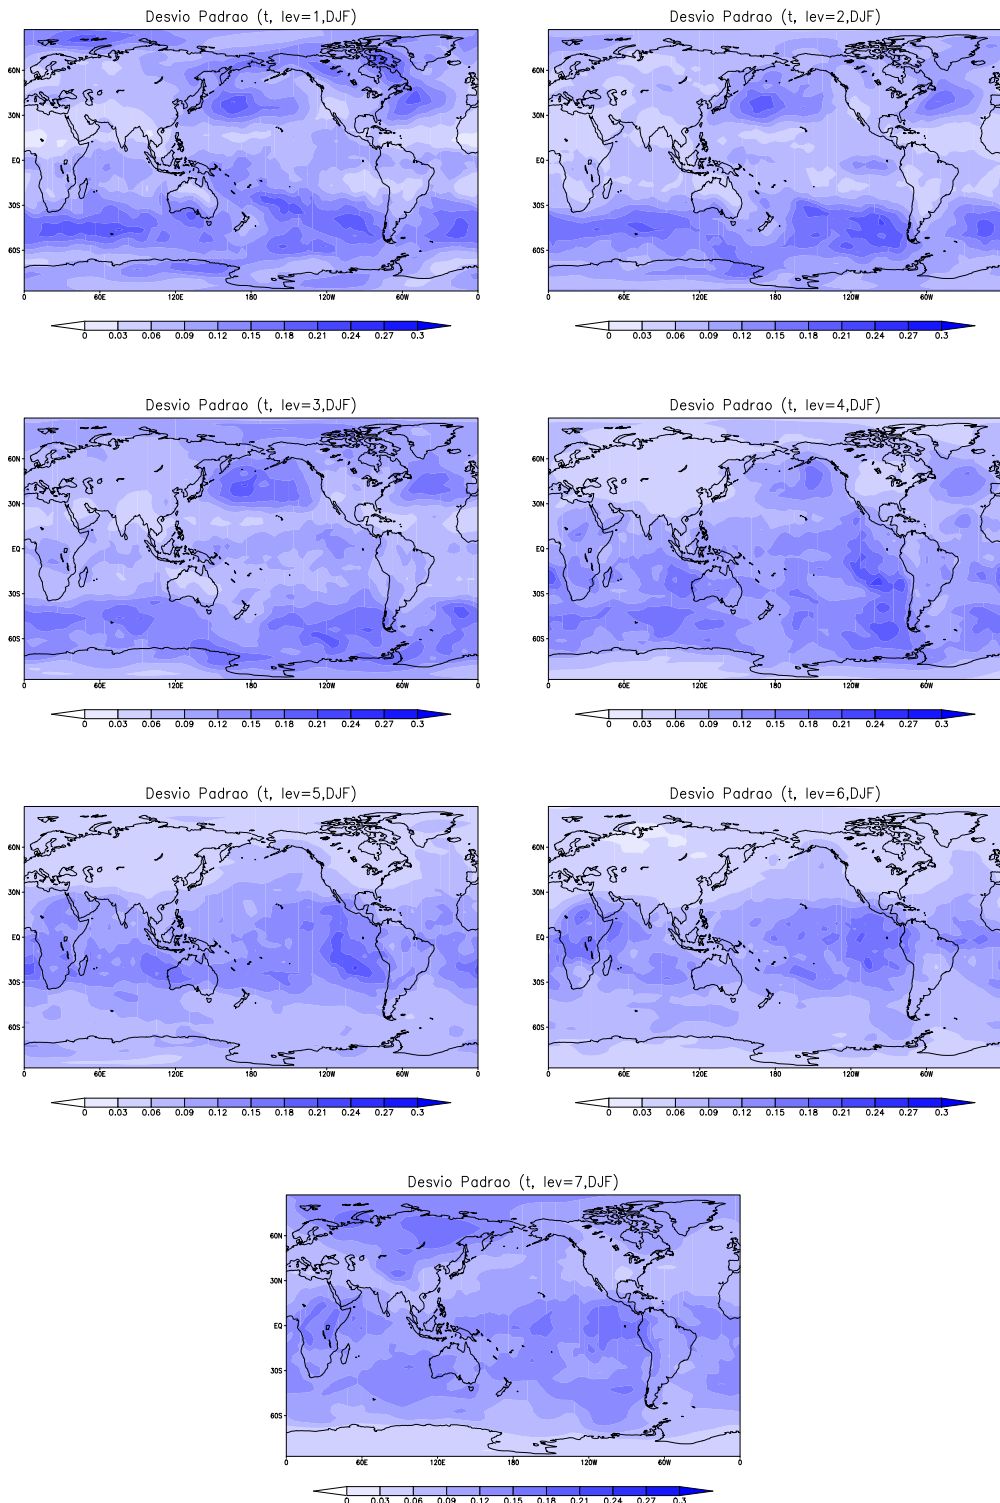 Desvio Padrao (t, lev=1,DJF)
60N
30N
EQ
30S
60S
0 60E 120E 180 120W 60W 0
0 0.03 0.06 0.09 0.12 0.15 0.18 0.21 0.24 0.27 0.3
Desvio Padrao (t, lev=2,DJF)
60N
30N
EQ
30S
60S
0 60E 120E 180 120W 60W
0 0.03 0.06 0.09 0.12 0.15 0.18 0.21 0.24 0.27 0.3
Desvio Padrao (t, lev=3,DJF)
60N
30N
EQ
30S
60S
0 60E 120E 180 120W 60W 0
0 0.03 0.06 0.09 0.12 0.15 0.18 0.21 0.24 0.27 0.3
Desvio Padrao (t, lev=4,DJF)
60N
30N
EQ
30S
60S
0 60E 120E 180 120W 60W
0 0.03 0.06 0.09 0.12 0.15 0.18 0.21 0.24 0.27 0.3
Desvio Padrao (t, lev=5,DJF)
60N
30N
EQ
30S
60S
0 60E 120E 180 120W 60W 0
0 0.03 0.06 0.09 0.12 0.15 0.18 0.21 0.24 0.27 0.3
Desvio Padrao (t, lev=6,DJF)
60N
30N
EQ
30S
60S
0 60E 120E 180 120W 60W
0 0.03 0.06 0.09 0.12 0.15 0.18 0.21 0.24 0.27 0.3
Desvio Padrao (t, lev=7,DJF)
60N
30N
EQ
30S
60S
0 60E 120E 180 120W 60W 0
0 0.03 0.06 0.09 0.12 0.15 0.18 0.21 0.24 0.27 0.3